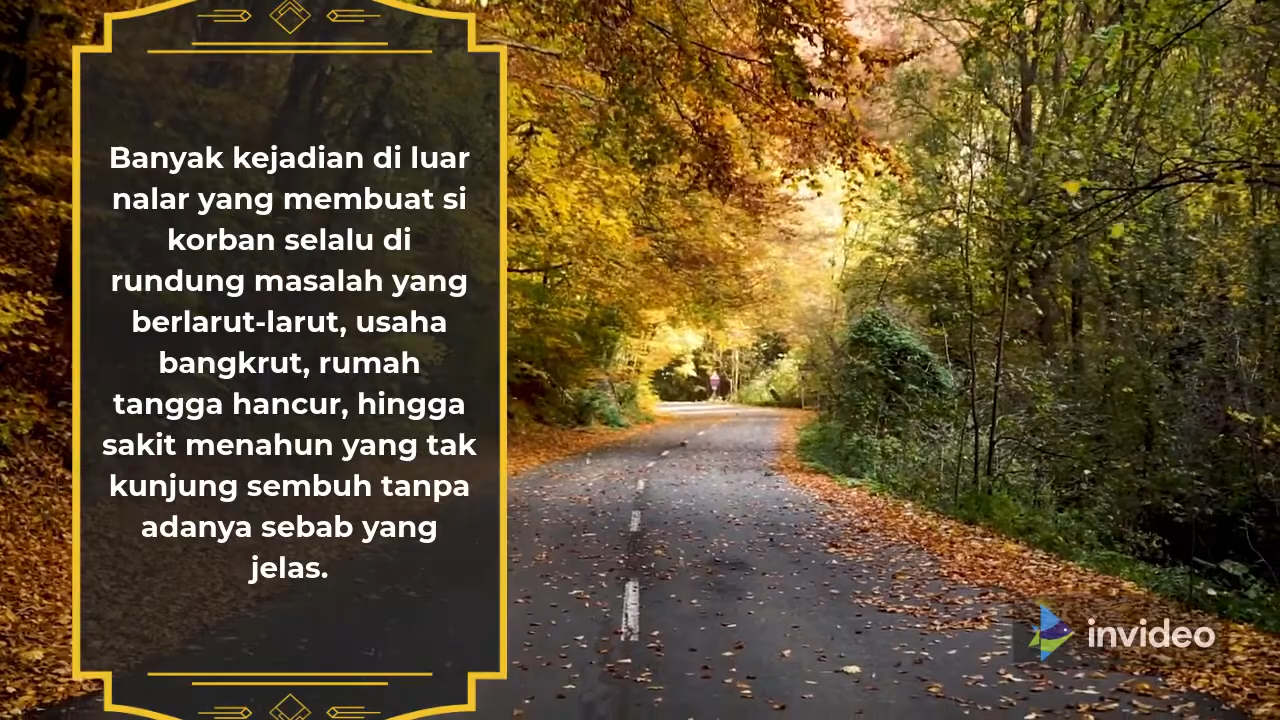 Banyak kejadian di luar
nalar yang membuat si
korban selalu di
rundung masalah yang
berlarut-larut, usaha
bangkrut, rumah
tangga hancur, hingga
sakit menahun yang tak
kunjung sembuh tanpa
adanya sebab yang
jelas.
invideo